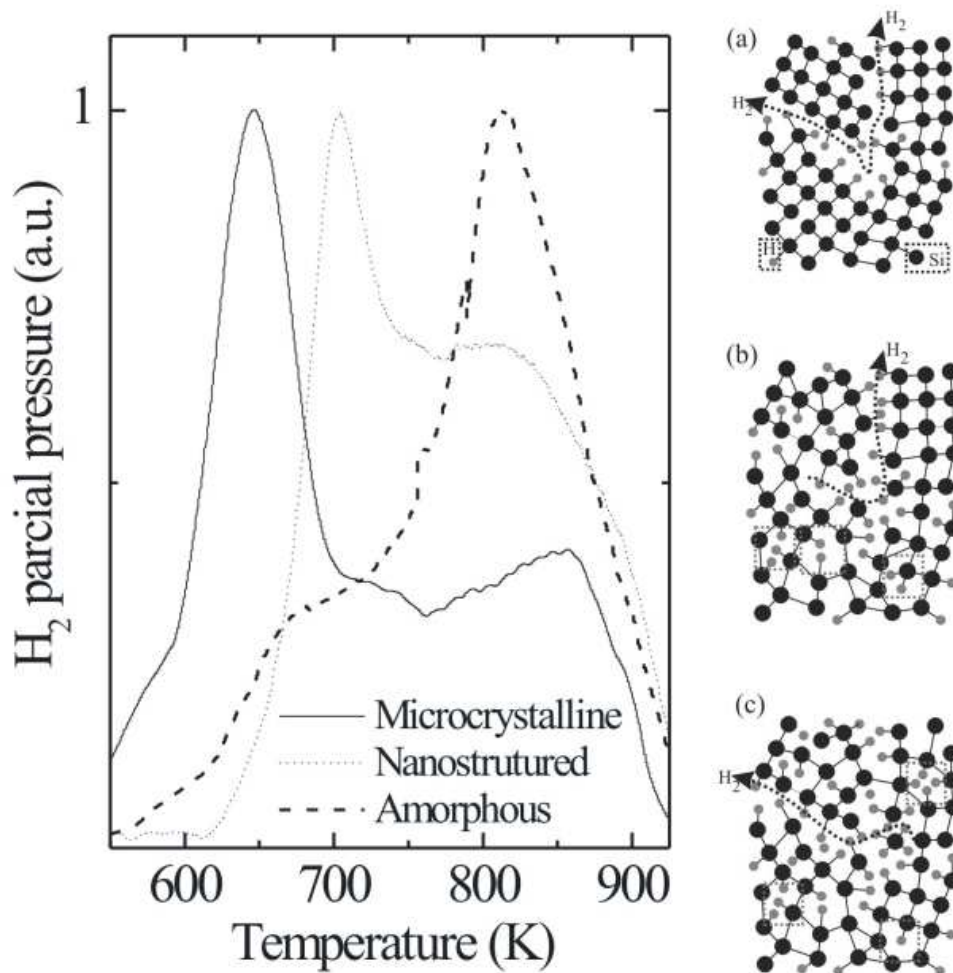 H₂ parcial pressure (a.u.)
1
Microcrystalline
Nanostrutured
Amorphous
600
700
800
900
Temperature (K)
(a)
H₂
H₂
H
Si
(b)
H₂
(c)
H₂